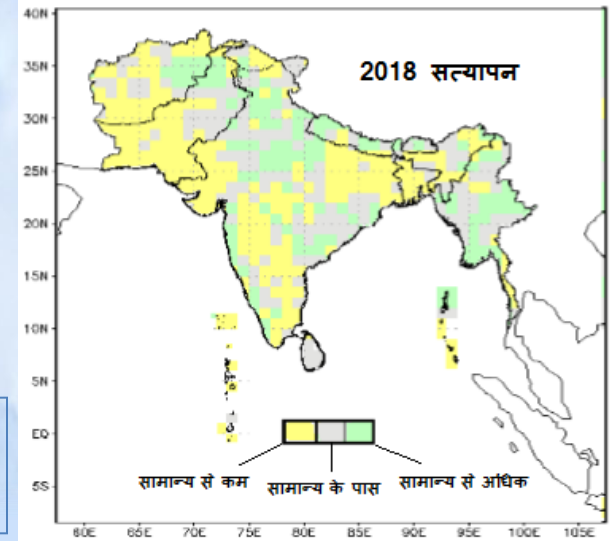 40N
35N
30N
25N
20N
15N
10N
5N
EQ
5S
2018 सत्यापन
सामान्य से कम
सामान्य के पास
सामान्य से अधिक
60E 65E 70E 75E 80E 85E 90E 95E 100E 105E